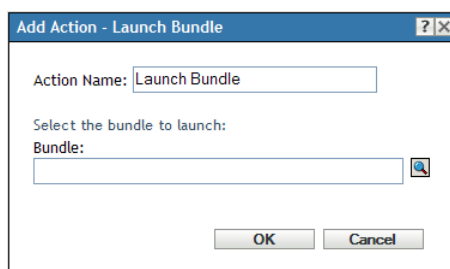 Add Action - Launch Bundle ? X
Action Name: Launch Bundle
Select the bundle to launch:
Bundle:
OK Cancel